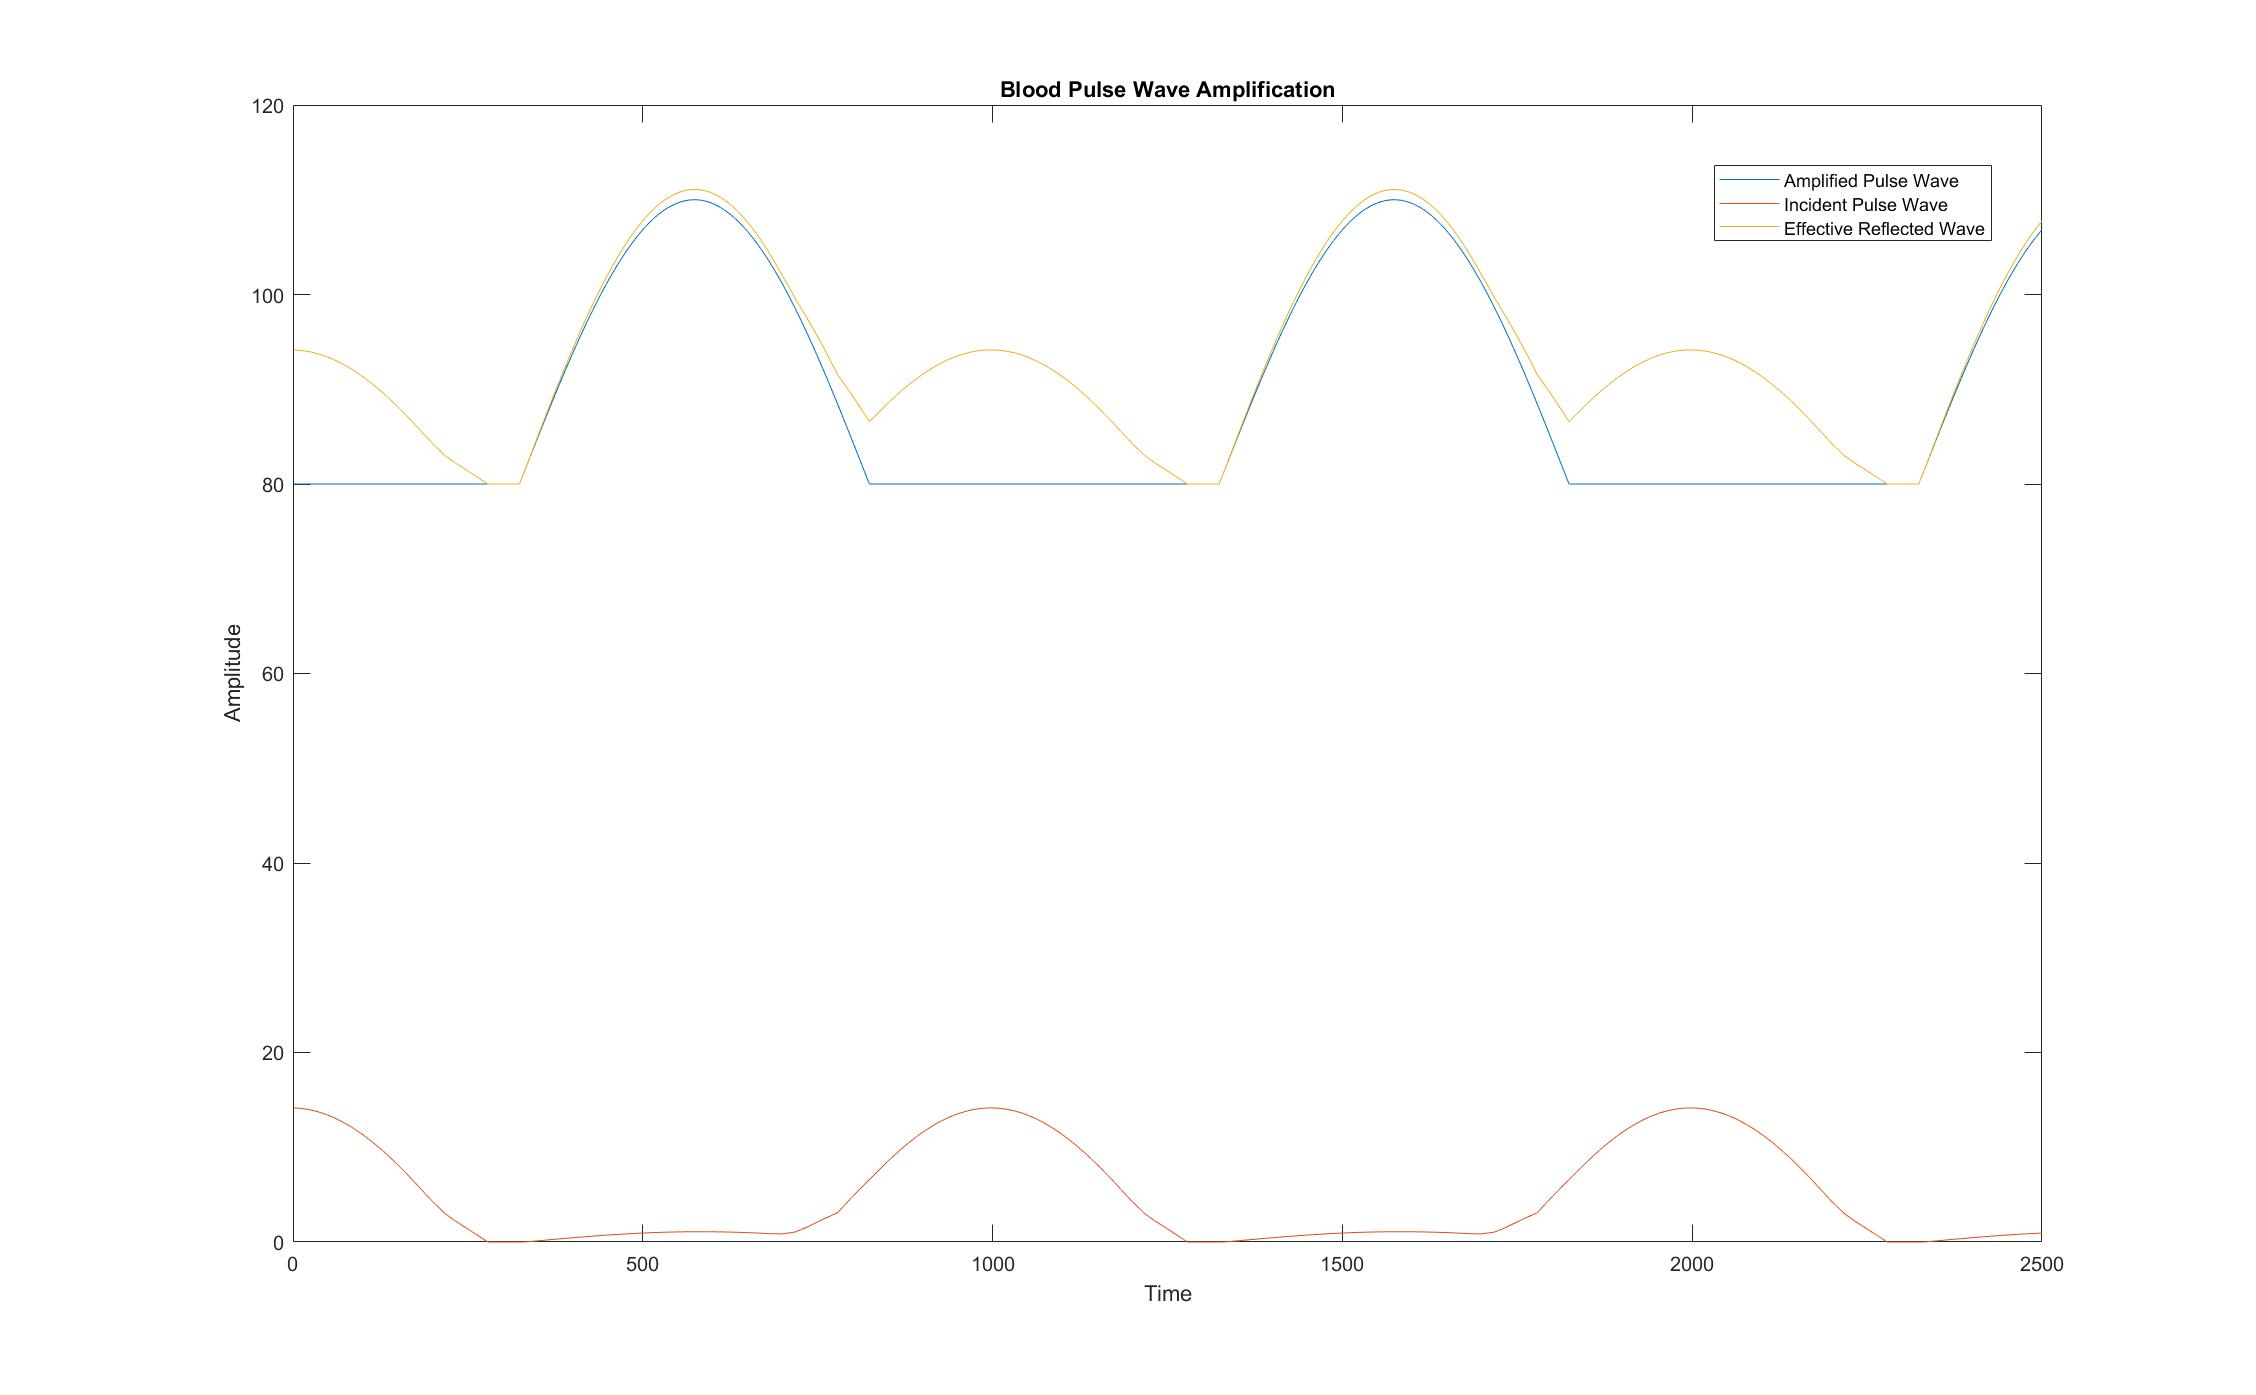 Blood Pulse Wave Amplification
120
100
80
60
40
20
0
Amplitude
Amplified Pulse Wave
Incident Pulse Wave
Effective Reflected Wave
0 500 1000 1500 2000 2500
Time